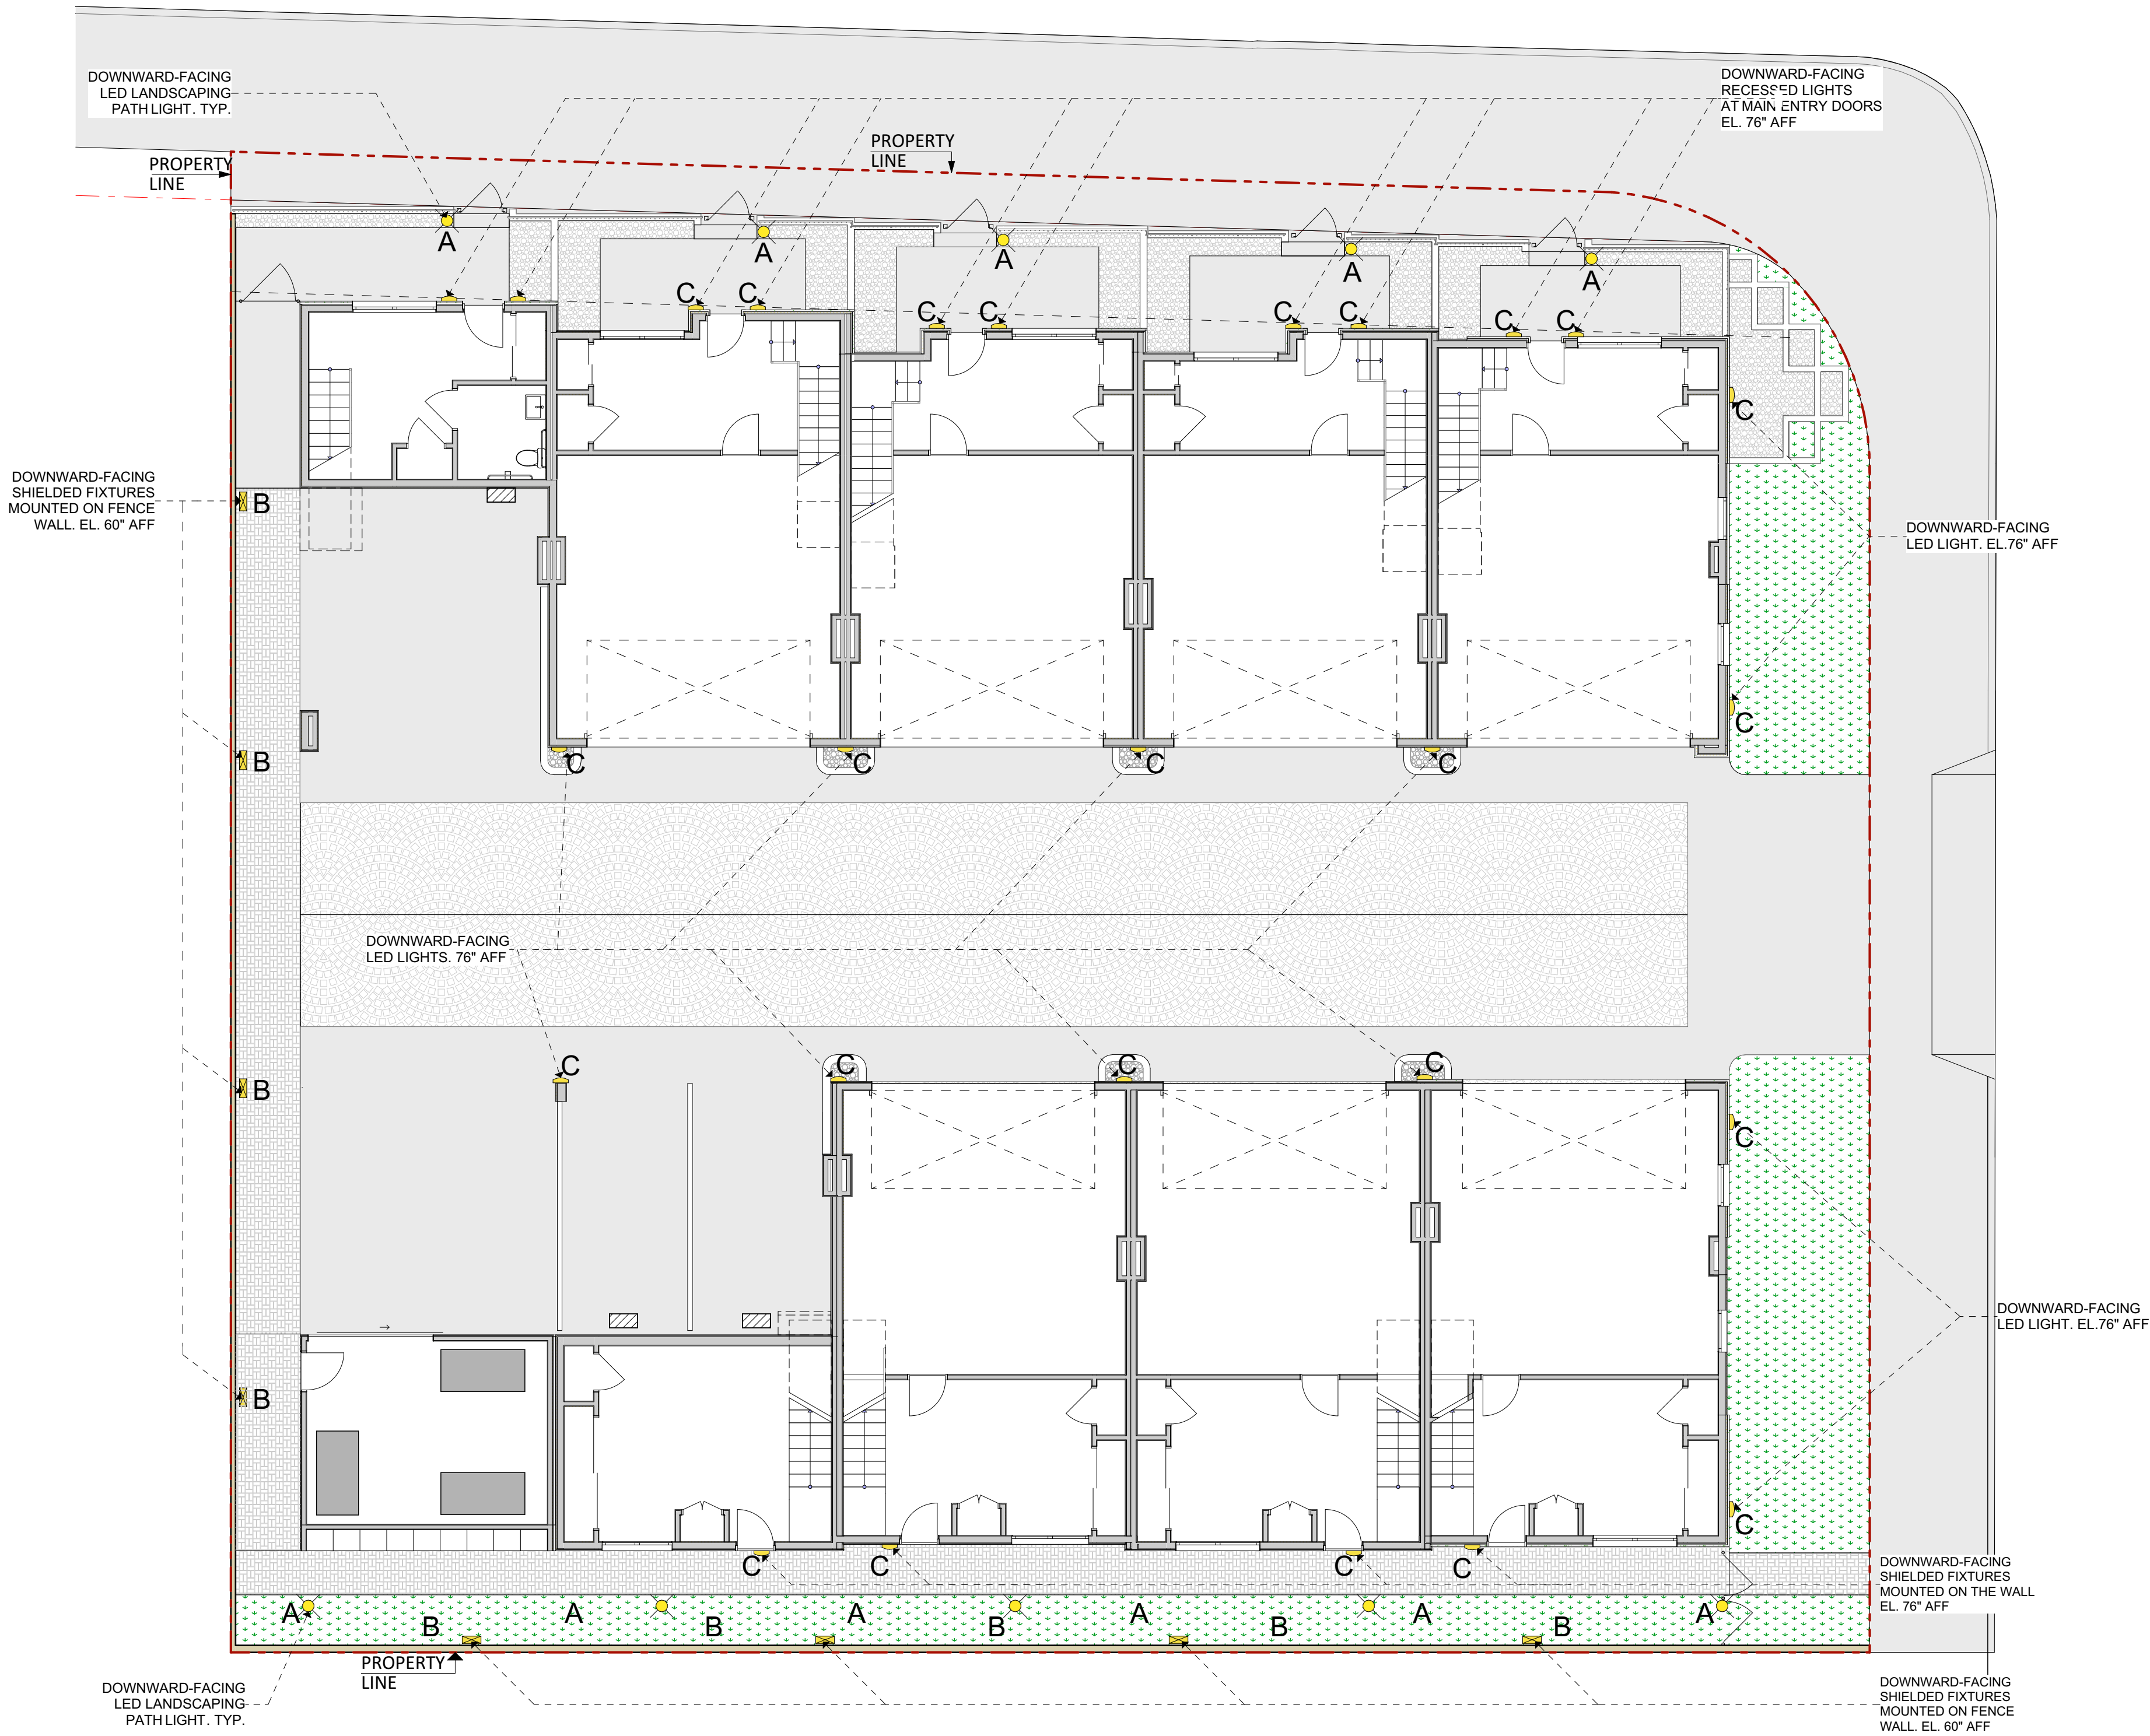 DOWNWARD-FACING
LED LANDSCAPING
PATH LIGHT. TYP.
DOWNWARD-FACING
RECESSED LIGHTS
AT MAIN ENTRY DOORS
EL. 76" AFF
PROPERTY
LINE
PROPERTY
LINE
A
A
A
A
A
C
C
C
C
C
C
C
C
C
DOWNWARD-FACING
SHIELDED FIXTURES
MOUNTED ON FENCE
WALL. EL. 60" AFF
B
DOWNWARD-FACING
LED LIGHT. EL.76" AFF
C
B
C
C
C
C
DOWNWARD-FACING
LED LIGHTS. 76" AFF
C
C
C
C
B
C
DOWNWARD-FACING
LED LIGHT. EL.76" AFF
B
C
C
C
C
C
DOWNWARD-FACING
SHIELDED FIXTURES
MOUNTED ON THE WALL
EL. 76" AFF
A
A
A
A
A
A
B
B
B
B
B
PROPERTY
LINE
DOWNWARD-FACING
LED LANDSCAPING
PATH LIGHT. TYP.
DOWNWARD-FACING
SHIELDED FIXTURES
MOUNTED ON FENCE
WALL. EL. 60" AFF